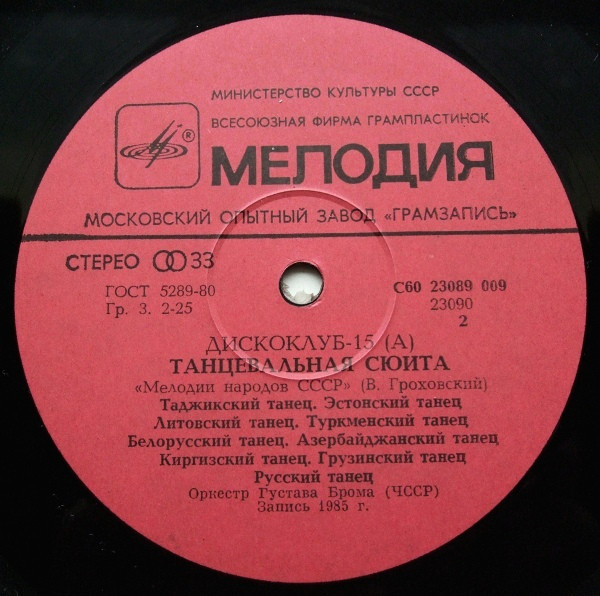 МИНИСТЕРСТВО КУЛЬТУРЫ СССР
ВСЕСОЮЗНАЯ ФИРМА ГРАМПЛАСТИНОК
®
МЕЛОДИЯ
МОСКОВСКИЙ ОПЫТНЫЙ ЗАВОД «ГРАМЗАПИСЬ»
СТЕРЕО 33
ГОСТ 5289-80
Гр. 3. 2-25
С60 23089 009
23090
2
ДИСКОКЛУБ-15 (А)
ТАНЦЕВАЛЬНАЯ СЮИТА
«Мелодии народов СССР» (В. Гроховский)
Таджикский танец. Эстонский танец
Литовский танец. Туркменский танец
Белорусский танец. Азербайджанский танец
Киргизский танец. Грузинский танец
Русский танец
Оркестр Густава Брома (ЧССР)
Запись 1985 г.